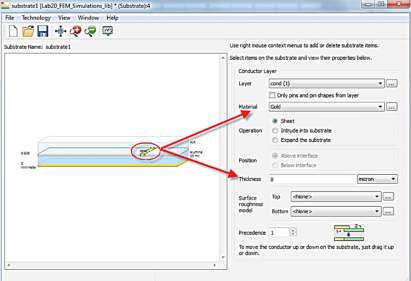 substrate1 [Lab20_FEM_Simulations_lib] * (Substrate):4
File Technology View Window Help
Substrate Name: substrate1
Use right mouse context menus to add or delete substrate items.
Select items on the substrate and view their properties below.
Conductor Layer
Layer cond (1) ...
Only pins and pin shapes from layer
Material Gold ...
Operation Sheet
Intrude into substrate
Expand the substrate
Position Above interface
Below interface
Thickness 8 micron
Surface roughness model
Top <None> ...
Bottom <None> ...
Precedence 1
To move the conductor up or down on the substrate, just drag it up
or down.